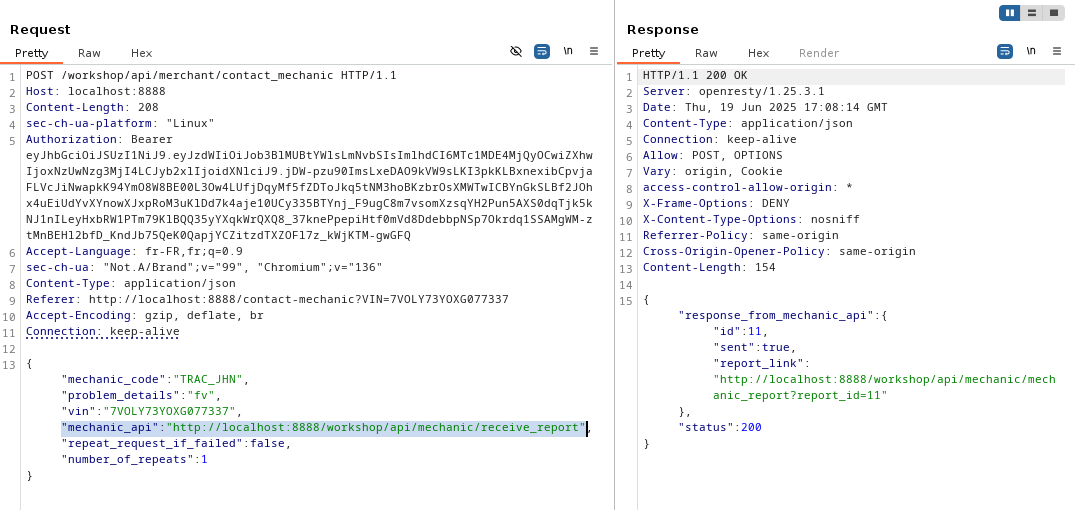 Request
Pretty Raw Hex
\n
1 POST /workshop/api/merchant/contact_mechanic HTTP/1.1
2 Host: localhost:8888
3 Content-Length: 208
4 sec-ch-ua-platform: "Linux"
5 Authorization: Bearer
eyJhbGciOiJSUzI1NiJ9.eyJzdWIiOiJob3BlMUBtYWlsLmNvbSIsImlhdCI6MTc1MDE4MjQyOCwiZXhw
IjoxNzUwNzg3MjI4LCJyb2xlIjoidXNlciJ9.jDW-pzu90ImsLxeDAO9kVW9sLKI3pkKLBxnexibCpvja
FLVcJiNwapkK94YmO8W8BE00L3Ow4LUfjDqyMf5fZDToJkq5tNM3hoBKzbrOsXMWTwICBYnGkSLBf2JOh
x4uEiUdYvXYnowXJxpRoM3uK1Dd7k4aje10UCy335BTYnj_F9ugC8m7vsomXzsqYH2Pun5AXS0dqTjk5k
NJ1nILeyHxbRW1PTm79KlBQQ35yYXqkWrQXQ8_37knePpepiHtf0mVd8DdebbpNSp7Okrdq1SSAMgWM-z
tMnBEHl2bfD_KndJb75QeK0QapjYCZitzdTXZOFl7z_kWjKTM-gwGFQ
6 Accept-Language: fr-FR,fr;q=0.9
7 sec-ch-ua: "Not.A/Brand";v="99", "Chromium";v="136"
8 Content-Type: application/json
9 Referer: http://localhost:8888/contact-mechanic?VIN=7VOLY73YOXG077337
10 Accept-Encoding: gzip, deflate, br
11 Connection: keep-alive
12
13 {
"mechanic_code":"TRAC_JHN",
"problem_details":"fv",
"vin":"7VOLY73YOXG077337",
"mechanic_api":"http://localhost:8888/workshop/api/mechanic/receive_report",
"repeat_request_if_failed":false,
"number_of_repeats":1
}
Response
Pretty Raw Hex Render
\n
1 HTTP/1.1 200 OK
2 Server: openresty/1.25.3.1
3 Date: Thu, 19 Jun 2025 17:08:14 GMT
4 Content-Type: application/json
5 Connection: keep-alive
6 Allow: POST, OPTIONS
7 Vary: origin, Cookie
8 access-control-allow-origin: *
9 X-Frame-Options: DENY
10 X-Content-Type-Options: nosniff
11 Referrer-Policy: same-origin
12 Cross-Origin-Opener-Policy: same-origin
13 Content-Length: 154
14
15 {
"response_from_mechanic_api":{
"id":11,
"sent":true,
"report_link":
"http://localhost:8888/workshop/api/mechanic/mech
anic_report?report_id=11"
},
"status":200
}